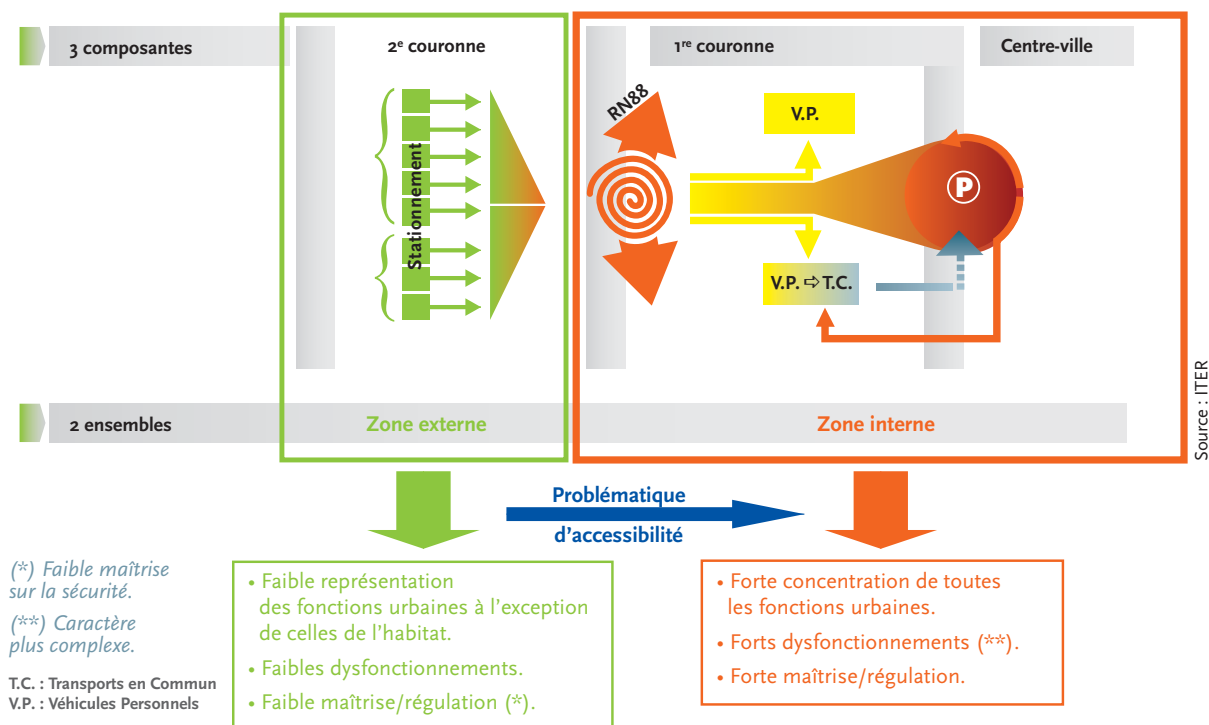 3 composantes
2e couronne
1re couronne
Centre-ville
Stationnement
RN88
V.P.
P
V.P. ⇨ T.C.
2 ensembles
Zone externe
Zone interne
Source : ITER
Problématique
d'accessibilité
(*) Faible maîtrise
sur la sécurité.
(**) Caractère
plus complexe.
T.C. : Transports en Commun
V.P. : Véhicules Personnels
• Faible représentation
des fonctions urbaines à l'exception
de celles de l'habitat.
• Faibles dysfonctionnements.
• Faible maîtrise/régulation (*).
• Forte concentration de toutes
les fonctions urbaines.
• Forts dysfonctionnements (**).
• Forte maîtrise/régulation.